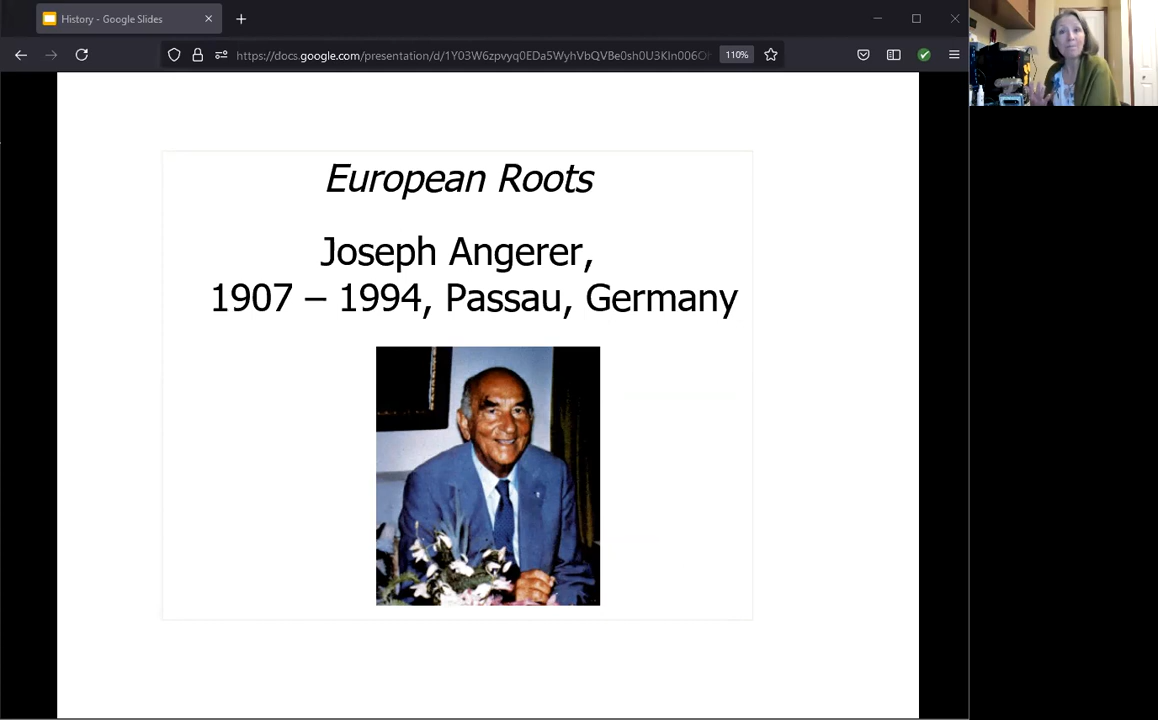 History - Google Slides
https://docs.google.com/presentation/d/1Y03W6zpvyq0EDa5WyhVbQVBe0sh0U3KIn006O
110%
European Roots
Joseph Angerer,
1907 – 1994, Passau, Germany